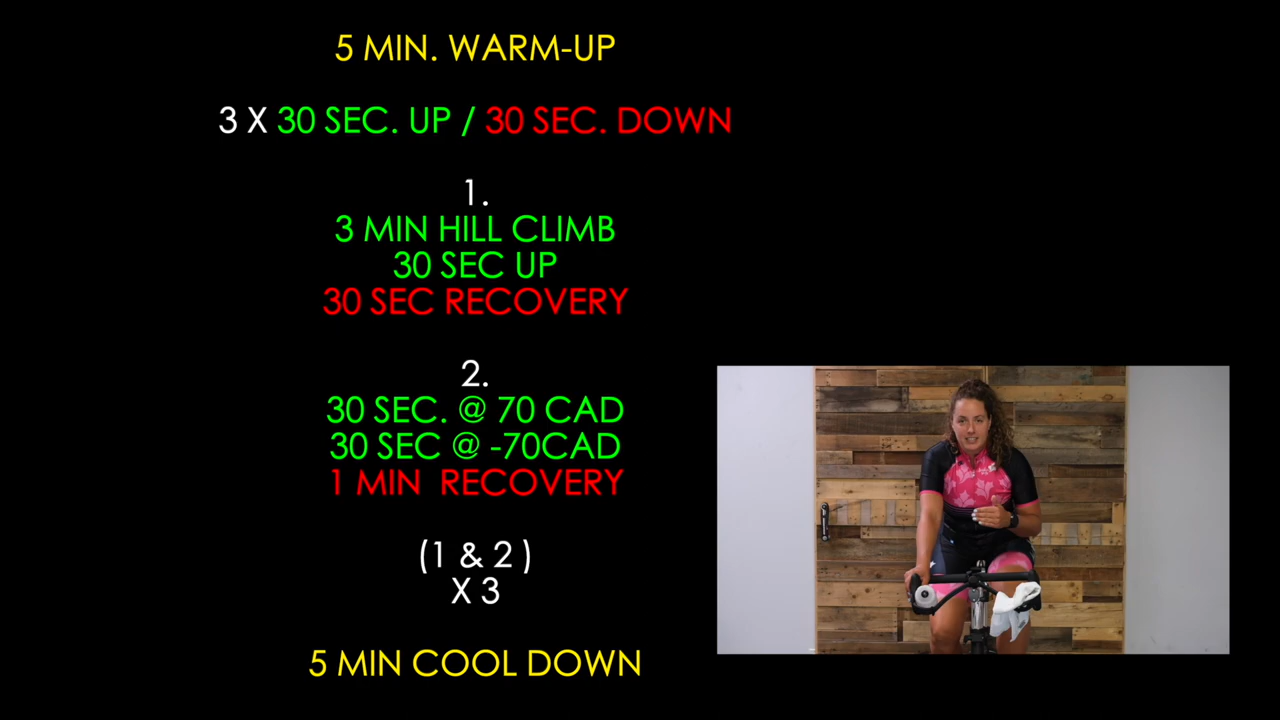 5 MIN. WARM-UP
3 X 30 SEC. UP / 30 SEC. DOWN
1.
3 MIN HILL CLIMB
30 SEC UP
30 SEC RECOVERY
2.
30 SEC. @ 70 CAD
30 SEC @ -70CAD
1 MIN  RECOVERY
(1 & 2 )
X 3
5 MIN COOL DOWN